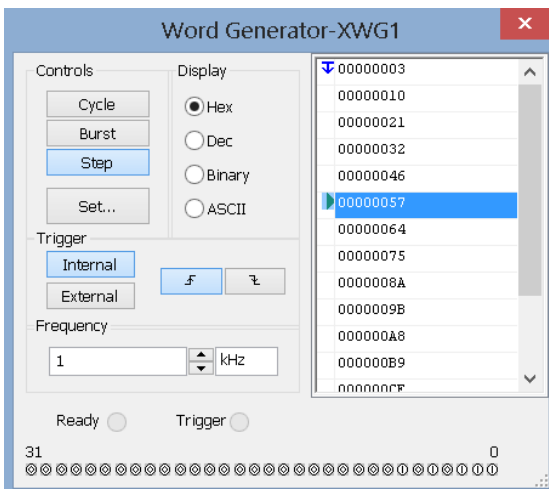 Word Generator-XWG1
Controls
Cycle
Burst
Step
Set...
Display
Hex
Dec
Binary
ASCII
Trigger
Internal
External
Frequency
1
kHz
Ready
Trigger
00000003
00000010
00000021
00000032
00000046
00000057
00000064
00000075
0000008A
0000009B
000000A8
000000B9
31
0